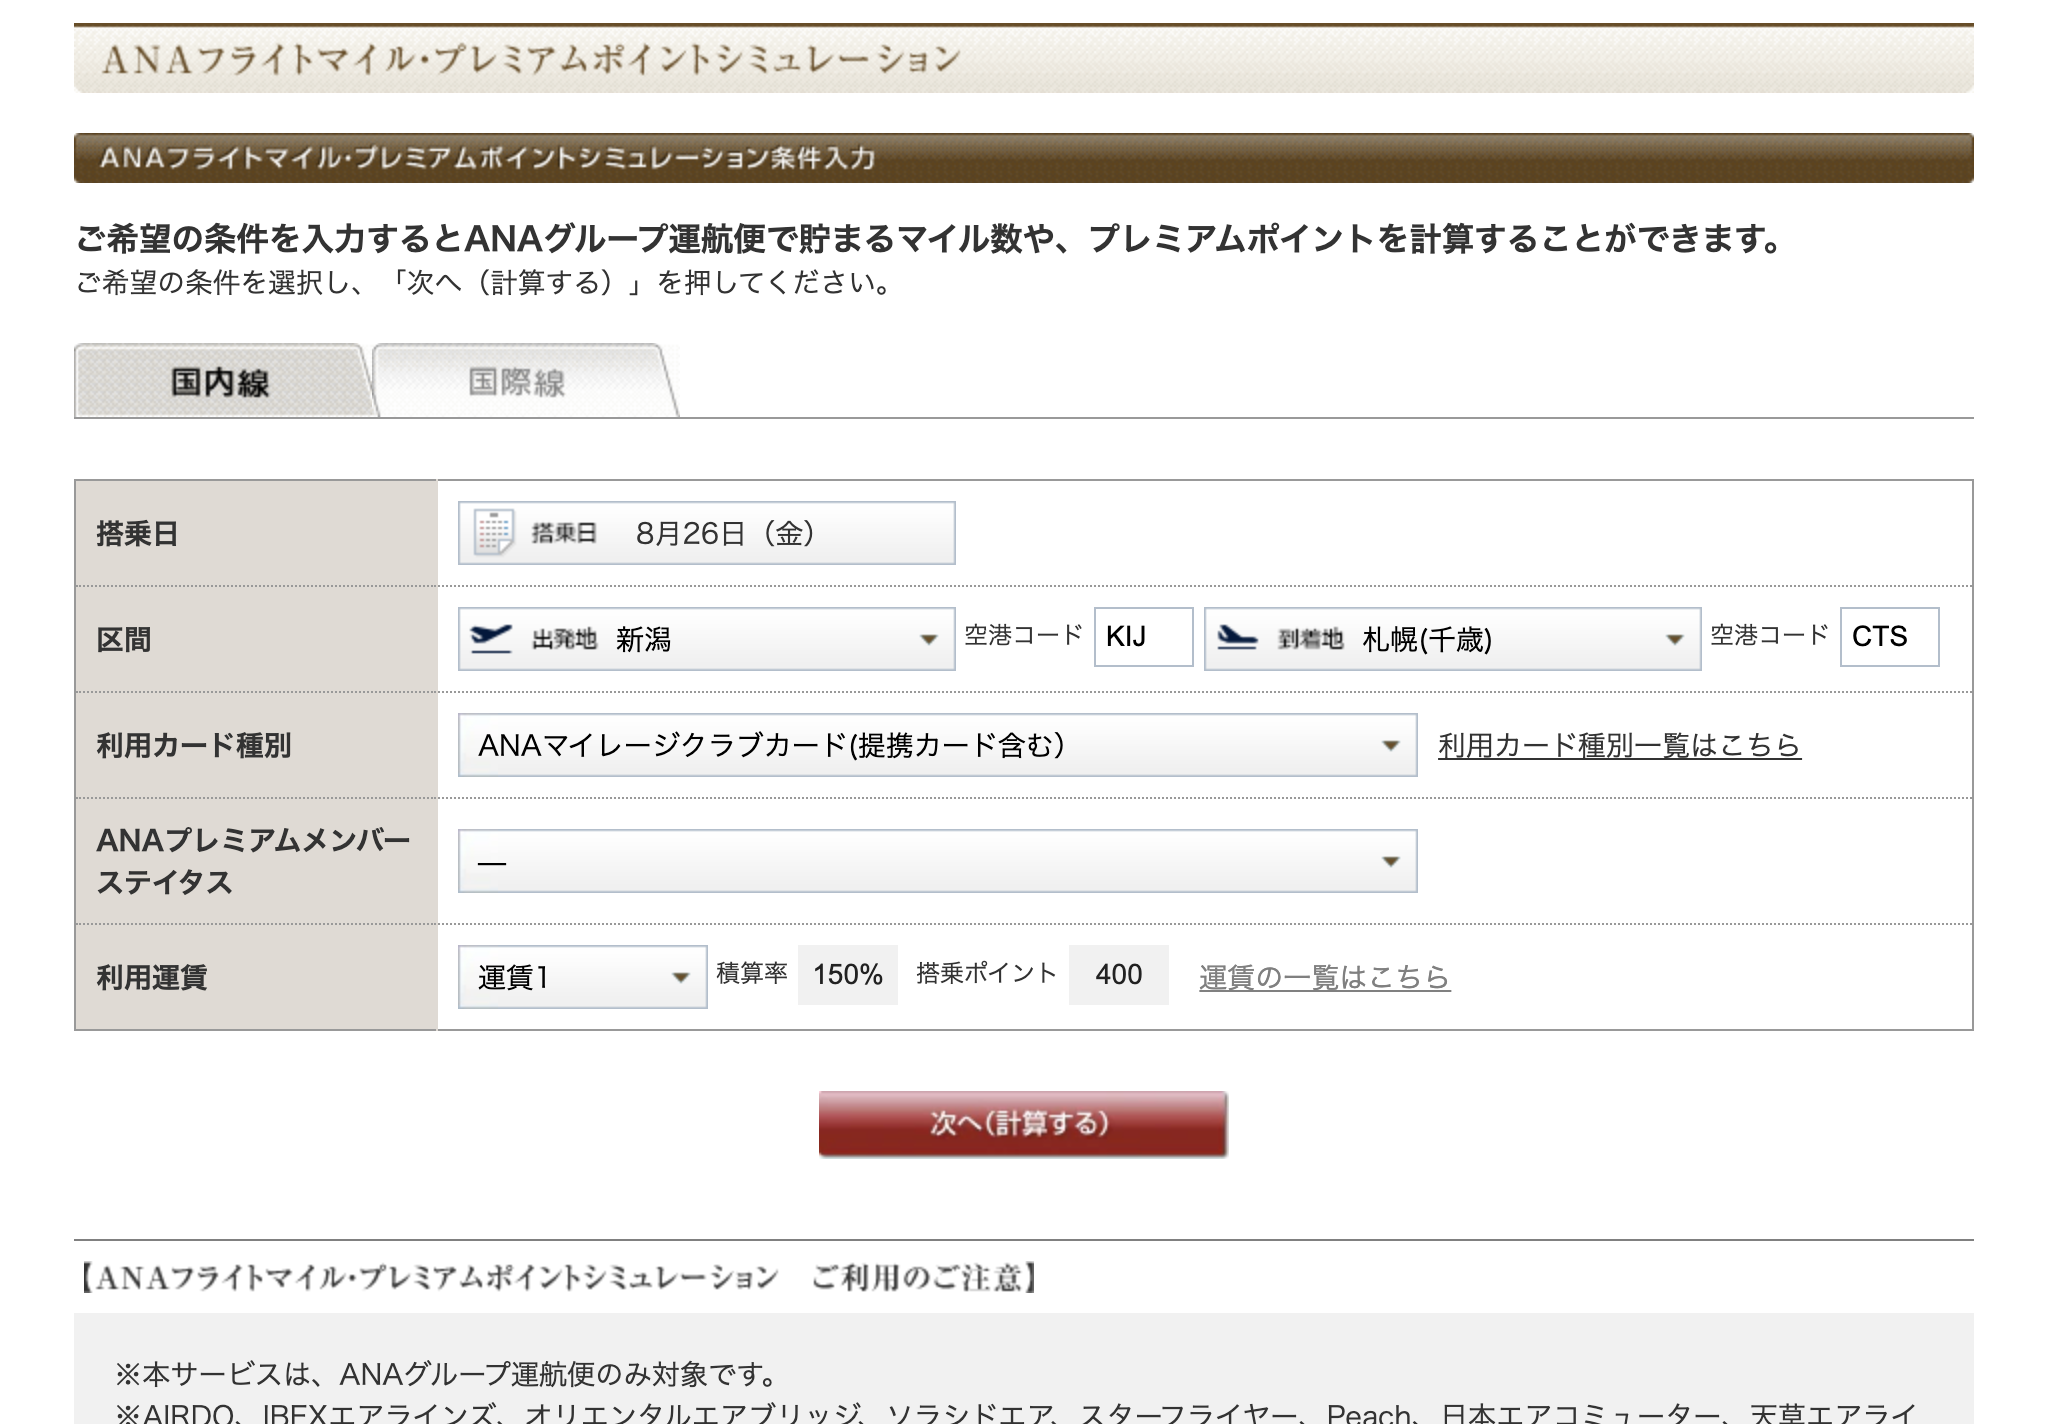 ANAフライトマイル・プレミアムポイントシミュレーション
ANAフライトマイル・プレミアムポイントシミュレーション条件入力
ご希望の条件を入力するとANAグループ運航便で貯まるマイル数や、プレミアムポイントを計算することができます。
ご希望の条件を選択し、「次へ（計算する）」を押してください。
国内線 国際線
搭乗日 搭乗日 8月26日（金）
区間 出発地 新潟 空港コード KIJ 到着地 札幌(千歳) 空港コード CTS
利用カード種別 ANAマイレージクラブカード(提携カード含む) 利用カード種別一覧はこちら
ANAプレミアムメンバー
ステイタス
—
利用運賃 運賃1 積算率 150% 搭乗ポイント 400 運賃の一覧はこちら
次へ(計算する)
【ANAフライトマイル・プレミアムポイントシミュレーション　ご利用のご注意】
※本サービスは、ANAグループ運航便のみ対象です。
※AIRDO、IBEXエアラインズ、オリエンタルエアブリッジ、ソラシドエア、スターフライヤー、Peach、日本エアコミューター、天草エアライ